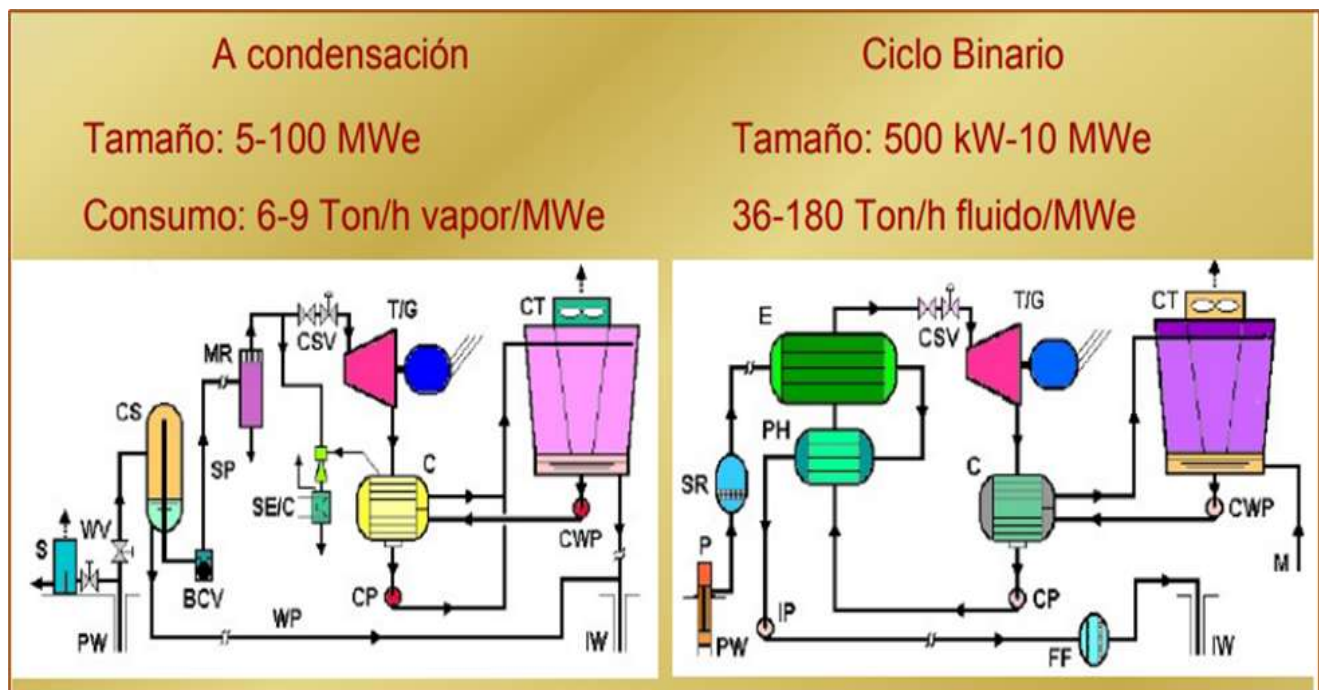 A condensación
Tamaño: 5-100 MWe
Consumo: 6-9 Ton/h vapor/MWe
Ciclo Binario
Tamaño: 500 kW-10 MWe
36-180 Ton/h fluido/MWe
T/G
CT
CSV
MR
CS
SP
C
SE/C
WV
S
CWP
BCV
CP
WP
PW
IW
T/G
CT
E
CSV
PH
C
SR
CWP
P
M
CP
IP
PW
FF
IW